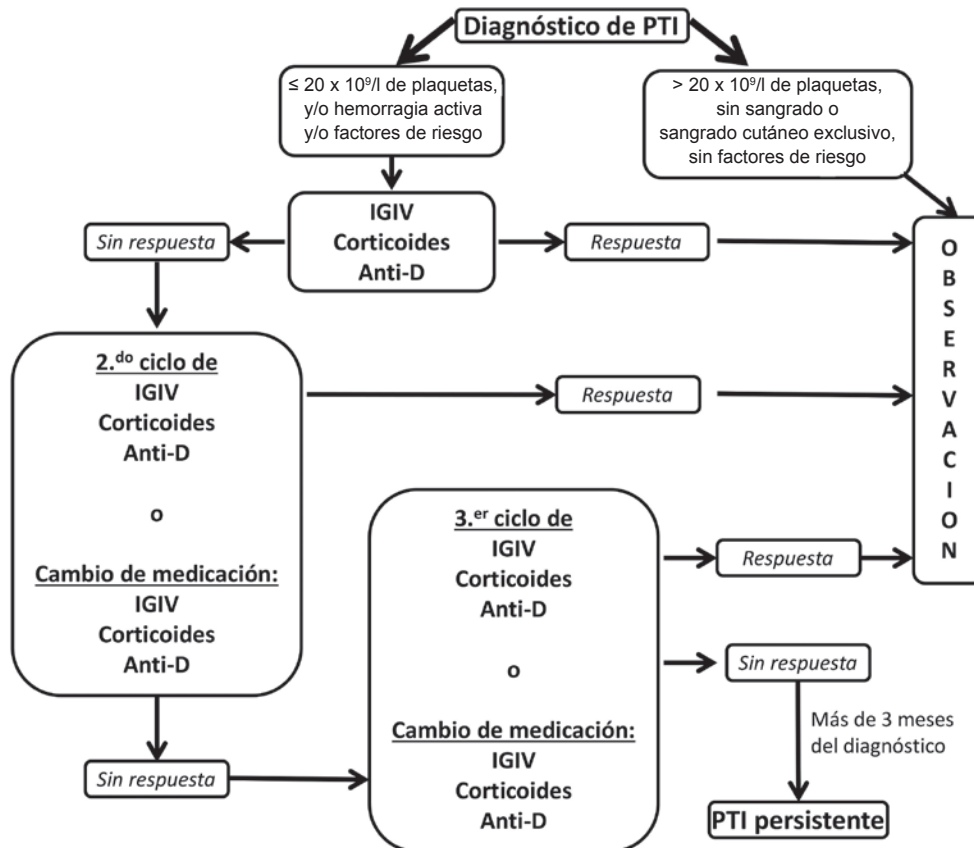 Diagnóstico de PTI
≤ 20 x 10⁹/l de plaquetas,
y/o hemorragia activa
y/o factores de riesgo
> 20 x 10⁹/l de plaquetas,
sin sangrado o
sangrado cutáneo exclusivo,
sin factores de riesgo
IGIV
Corticoides
Anti-D
Sin respuesta
Respuesta
O
B
S
E
R
V
A
C
I
O
N
2.do ciclo de
IGIV
Corticoides
Anti-D
o
Cambio de medicación:
IGIV
Corticoides
Anti-D
Respuesta
Sin respuesta
3.er ciclo de
IGIV
Corticoides
Anti-D
o
Cambio de medicación:
IGIV
Corticoides
Anti-D
Respuesta
Sin respuesta
Más de 3 meses
del diagnóstico
PTI persistente